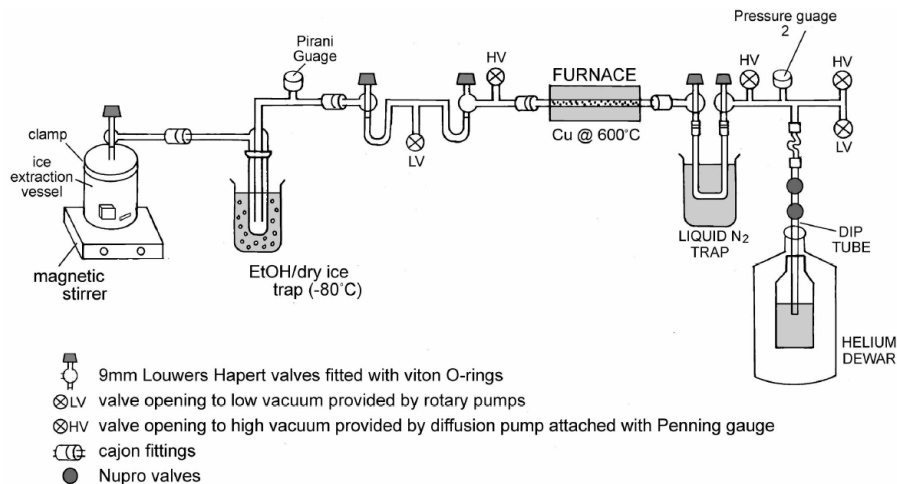 Pressure guage
2
Pirani
Guage
HV
HV
HV
FURNACE
clamp
ice
extraction
vessel
Cu @ 600°C
LV
LV
LIQUID N2
TRAP
DIP
TUBE
EtOH/dry ice
trap (-80°C)
magnetic
stirrer
HELIUM
DEWAR
9mm Louwers Hapert valves fitted with viton O-rings
LV valve opening to low vacuum provided by rotary pumps
HV valve opening to high vacuum provided by diffusion pump attached with Penning gauge
cajon fittings
Nupro valves